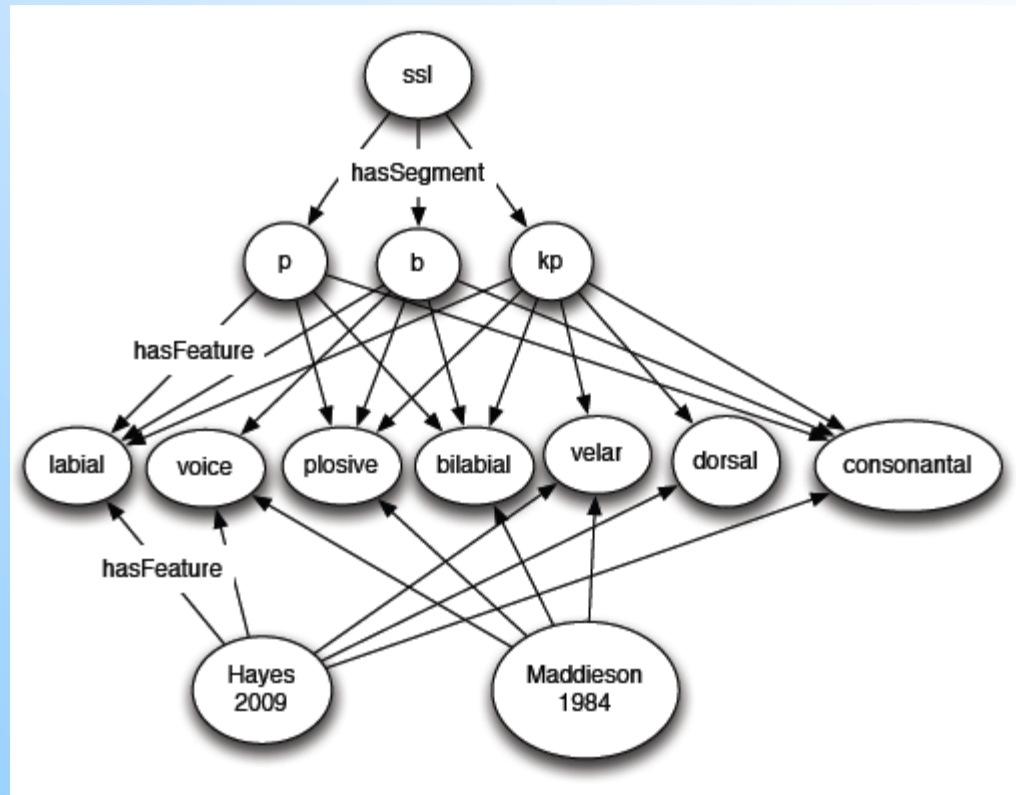 ssl
hasSegment
p
b
kp
hasFeature
labial
voice
plosive
bilabial
velar
dorsal
consonantal
hasFeature
Hayes
2009
Maddieson
1984